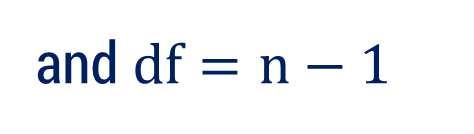 and df = n − 1